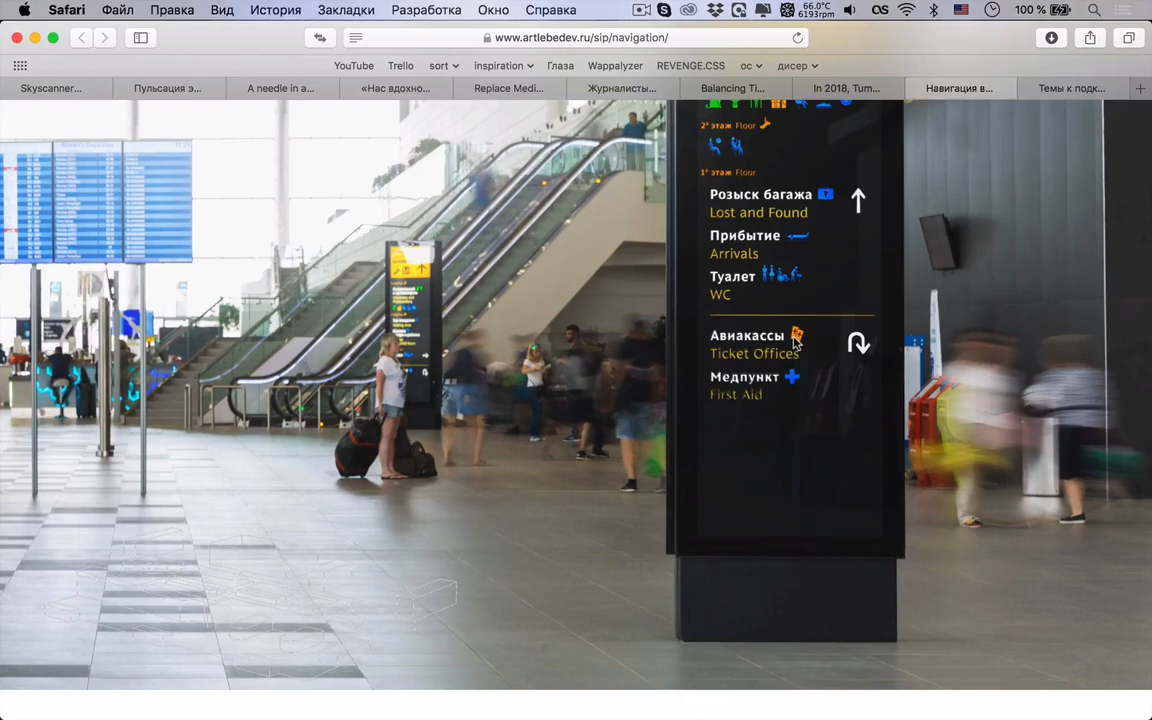 Safari Файл Правка Вид История Закладки Разработка Окно Справка
66.0°C
6193rpm
100 %
www.artlebedev.ru/sip/navigation/
YouTube Trello sort inspiration Глаза Wappalyzer REVENGE.CSS ос дисер
Skyscanner... Пульсация э... A needle in a... «Нас вдохно... Replace Medi... Журналисты... Balancing Ti... In 2018, Tum... Навигация в... Темы к подк...
2ᵉ этаж Floor
1ᵉ этаж Floor
Розыск багажа
Lost and Found
Прибытие
Arrivals
Туалет
WC
Авиакассы
Ticket Offices
Медпункт
First Aid